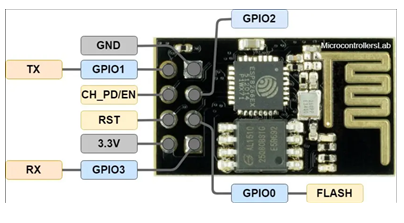 GPIO2
MicrocontrollersLab
GND
TX GPIO1
CH_PD/EN
RST
3.3V
RX GPIO3
GPIO0 FLASH